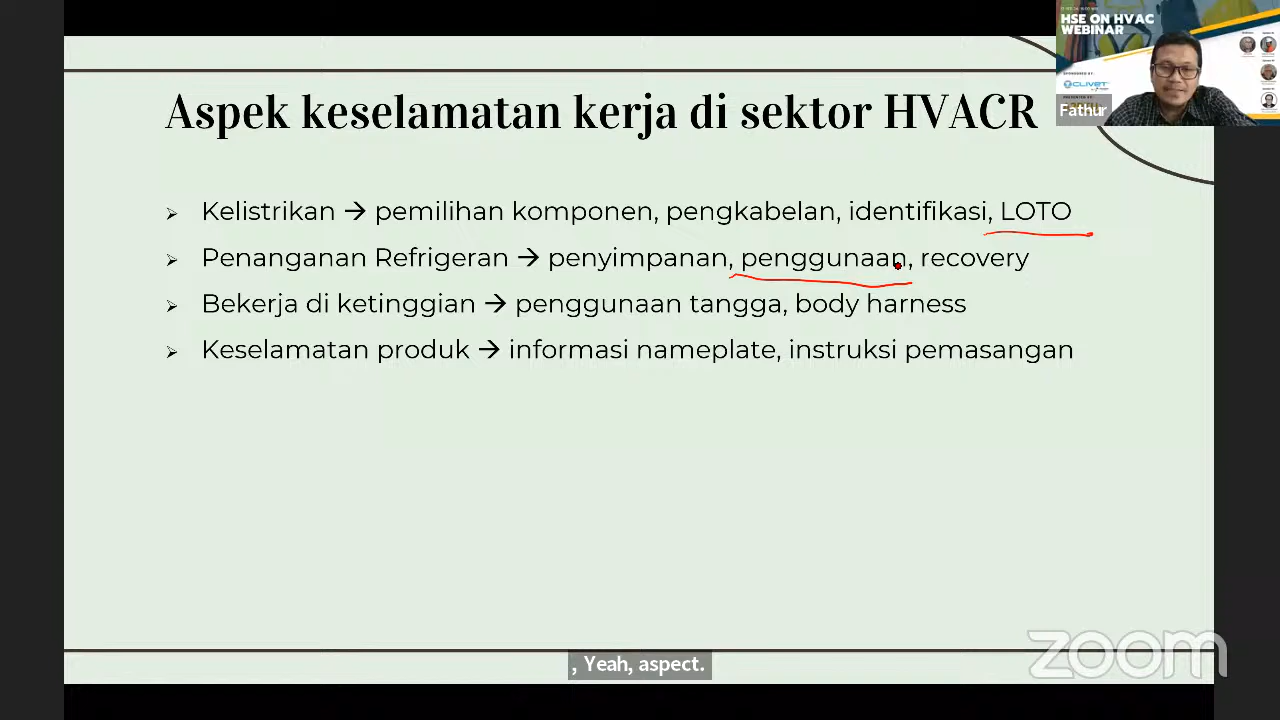 HSE ON HVAC
WEBINAR
CLIVET
Fathur
Aspek keselamatan kerja di sektor HVACR
➢ Kelistrikan → pemilihan komponen, pengkabelan, identifikasi, LOTO
➢ Penanganan Refrigeran → penyimpanan, penggunaan, recovery
➢ Bekerja di ketinggian → penggunaan tangga, body harness
➢ Keselamatan produk → informasi nameplate, instruksi pemasangan
zoom
, Yeah, aspect.